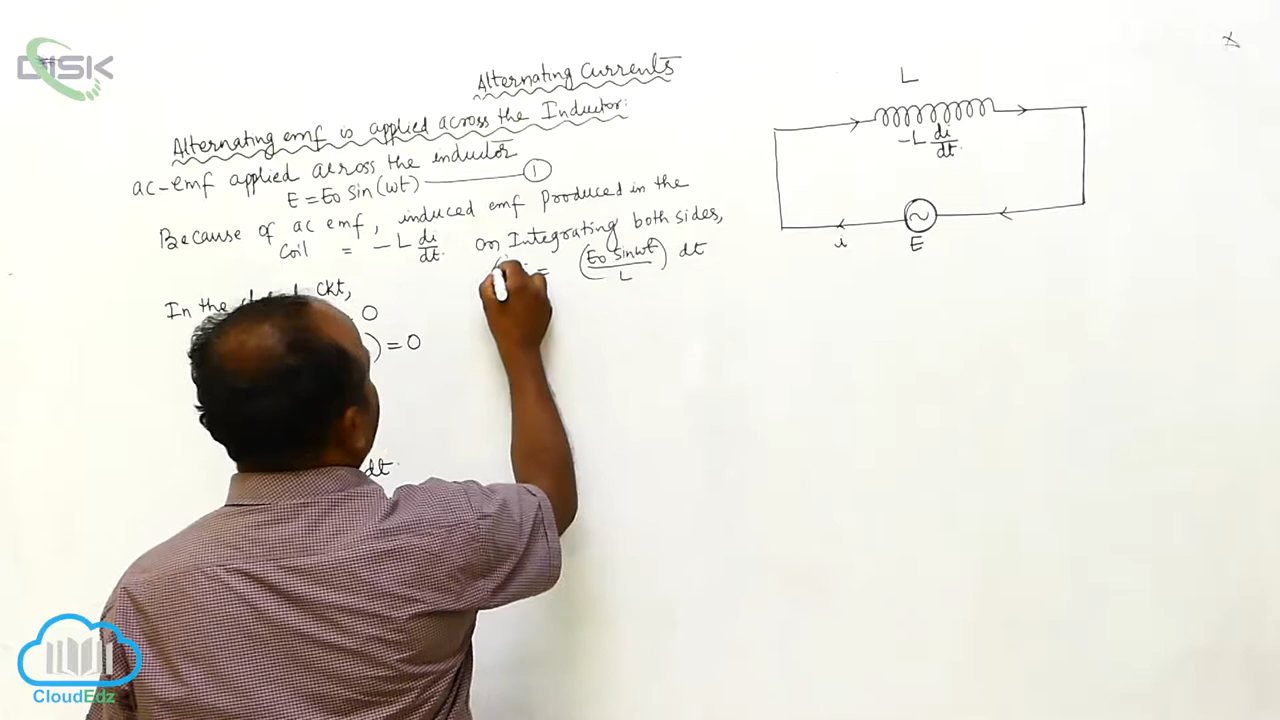 DISK
Alternating Currents
Alternating emf is applied across the Inductor:
ac-emf applied across the inductor
E = E0 sin(wt) ——— 1
Because of ac emf, induced emf produced in the
coil = -L di/dt.
In the ckt,
0
) = 0
dt.
on Integrating both sides,
= (E0 sinwt / L) dt
L
-L di/dt.
i
E
CloudEdz